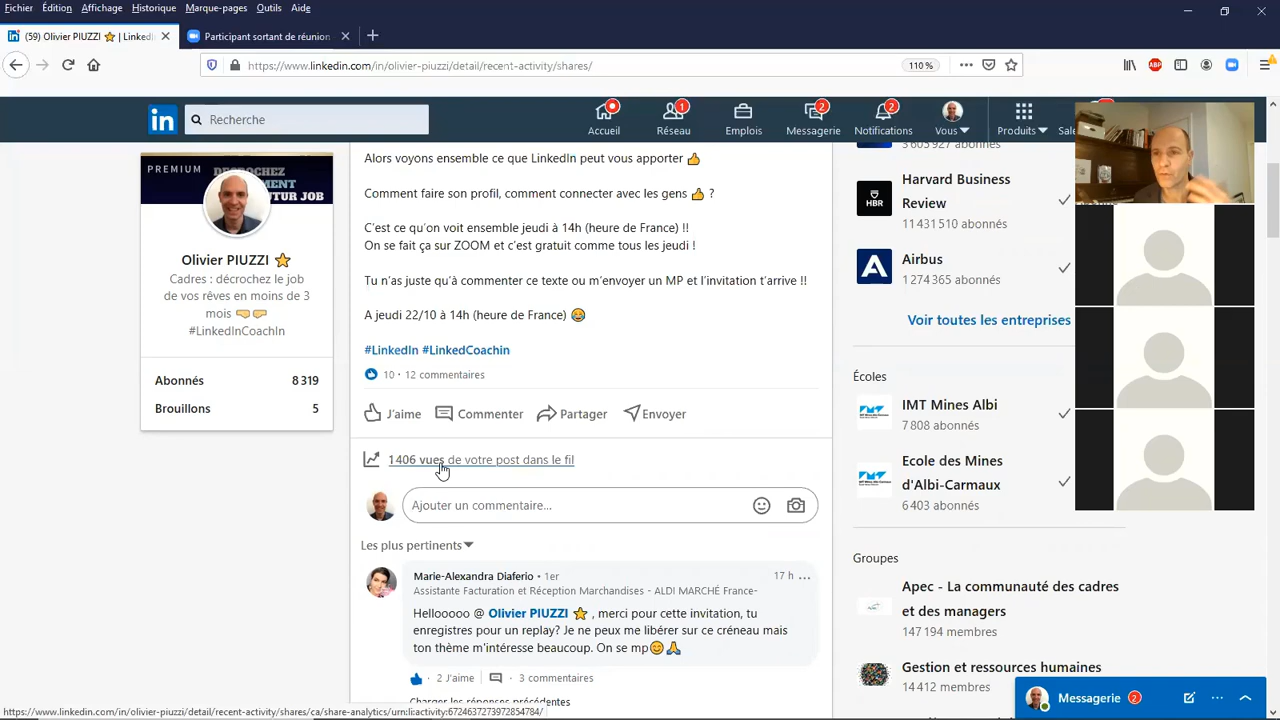 Fichier Édition Affichage Historique Marque-pages Outils Aide
(59) Olivier PIUZZI ⭐ | LinkedI
Participant sortant de réunion
https://www.linkedin.com/in/olivier-piuzzi/detail/recent-activity/shares/
110 %
ABP
in
Recherche
Accueil
Réseau
1
Emplois
Messagerie
2
Notifications
2
Vous
Produits
Sale
PREMIUM
DÉCROCHEZ
UR JOB
Olivier PIUZZI ⭐
Cadres : décrochez le job
de vos rêves en moins de 3
mois 🤜🤛
#LinkedInCoachIn
Abonnés 8 319
Brouillons 5
Alors voyons ensemble ce que LinkedIn peut vous apporter 👍
Comment faire son profil, comment connecter avec les gens 👍 ?
C’est ce qu’on voit ensemble jeudi à 14h (heure de France) !!
On se fait ça sur ZOOM et c’est gratuit comme tous les jeudi !
Tu n’as juste qu’à commenter ce texte ou m’envoyer un MP et l’invitation t’arrive !!
A jeudi 22/10 à 14h (heure de France) 😂
#LinkedIn #LinkedCoachin
10 · 12 commentaires
J’aime Commenter Partager Envoyer
1 406 vues de votre post dans le fil
Ajouter un commentaire…
Les plus pertinents
Marie-Alexandra Diaferio • 1er 17 h ...
Assistante Facturation et Réception Marchandises - ALDI MARCHÉ France-
Hellooooo @ Olivier PIUZZI ⭐ , merci pour cette invitation, tu
enregistres pour un replay? Je ne peux me libérer sur ce créneau mais
ton thème m’intéresse beaucoup. On se mp😊🙏
2 J’aime 3 commentaires
Charger les réponses précédentes
3 605 927 abonnés
HBR
Harvard Business
Review
11 431 510 abonnés
Airbus
1 274 365 abonnés
Voir toutes les entreprises
Écoles
IMT Mines Albi
7 808 abonnés
Ecole des Mines
d’Albi-Carmaux
6 403 abonnés
Groupes
Apec - La communauté des cadres
et des managers
147 194 membres
Gestion et ressources humaines
14 412 membres
Messagerie 2
https://www.linkedin.com/in/olivier-piuzzi/detail/recent-activity/shares/ca/share-analytics/urn:li:activity:6724637273972854784/